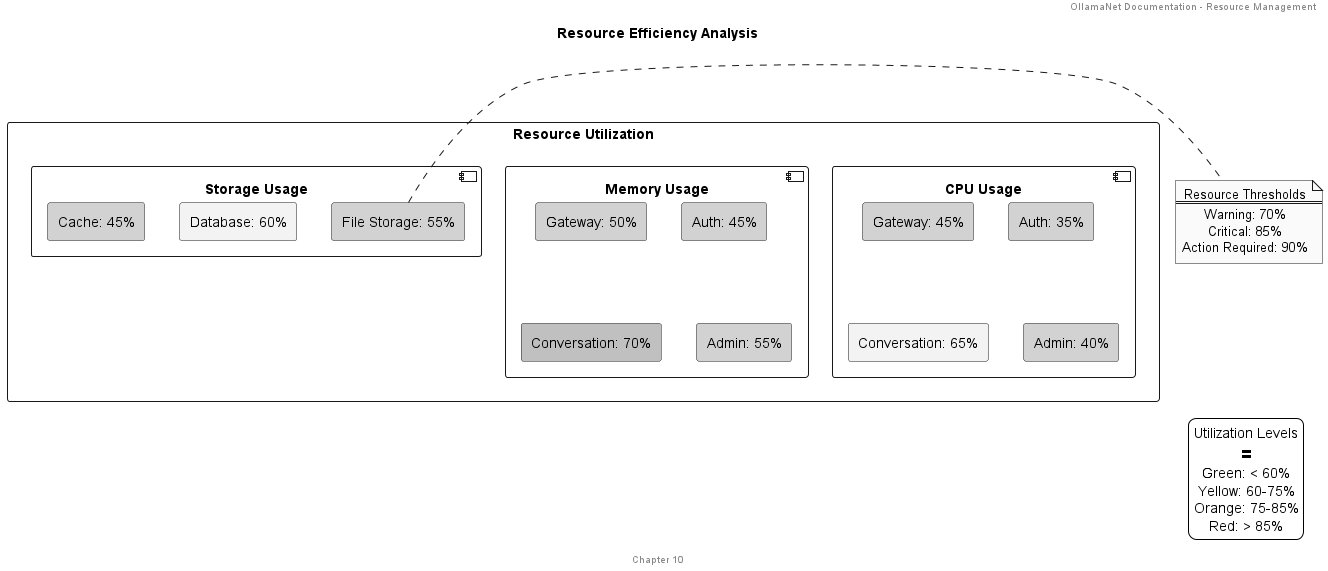 OllamaNet Documentation - Resource Management
Resource Efficiency Analysis
Resource Utilization
Storage Usage
Cache: 45%
Database: 60%
File Storage: 55%
Memory Usage
Gateway: 50%
Auth: 45%
Conversation: 70%
Admin: 55%
CPU Usage
Gateway: 45%
Auth: 35%
Conversation: 65%
Admin: 40%
Resource Thresholds
Warning: 70%
Critical: 85%
Action Required: 90%
Utilization Levels
=
Green: < 60%
Yellow: 60-75%
Orange: 75-85%
Red: > 85%
Chapter 10